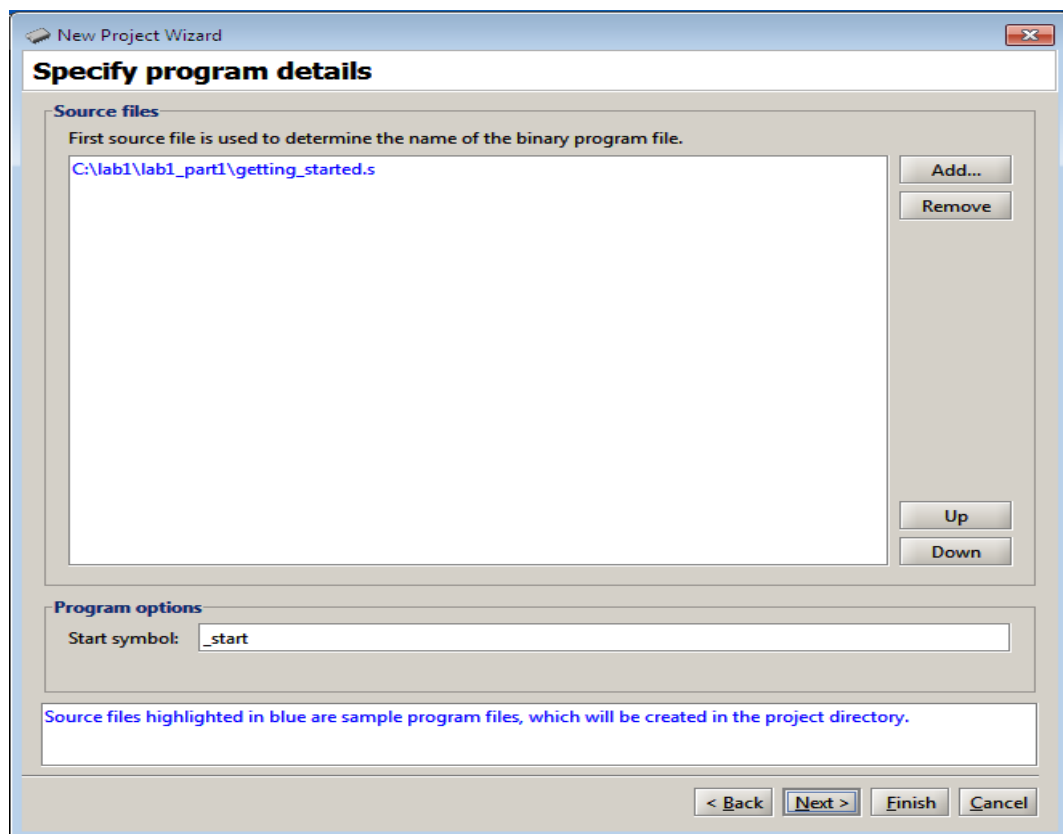 New Project Wizard
Specify program details
Source files
First source file is used to determine the name of the binary program file.
C:\lab1\lab1_part1\getting_started.s
Add...
Remove
Up
Down
Program options
Start symbol: _start
Source files highlighted in blue are sample program files, which will be created in the project directory.
< Back Next > Finish Cancel